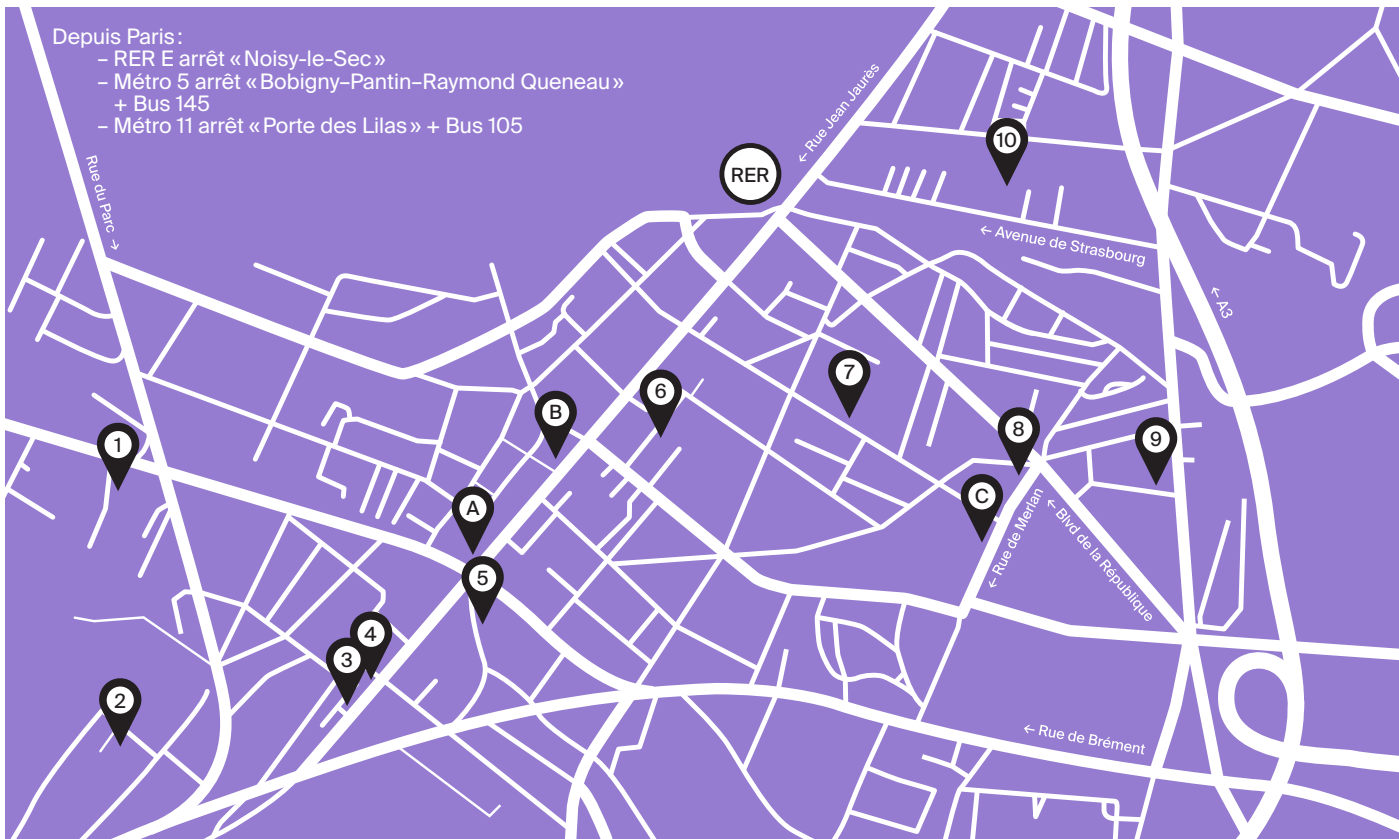 Depuis Paris :
– RER E arrêt « Noisy-le-Sec »
– Métro 5 arrêt « Bobigny–Pantin–Raymond Queneau »
+ Bus 145
– Métro 11 arrêt « Porte des Lilas » + Bus 105
← Rue Jean Jaurès
10
RER
Rue du Parc →
← Avenue de Strasbourg
← A3
7
6
B
8
9
1
C
A
← Rue de Merlan
← Blvd de la République
5
4
3
2
← Rue de Brément